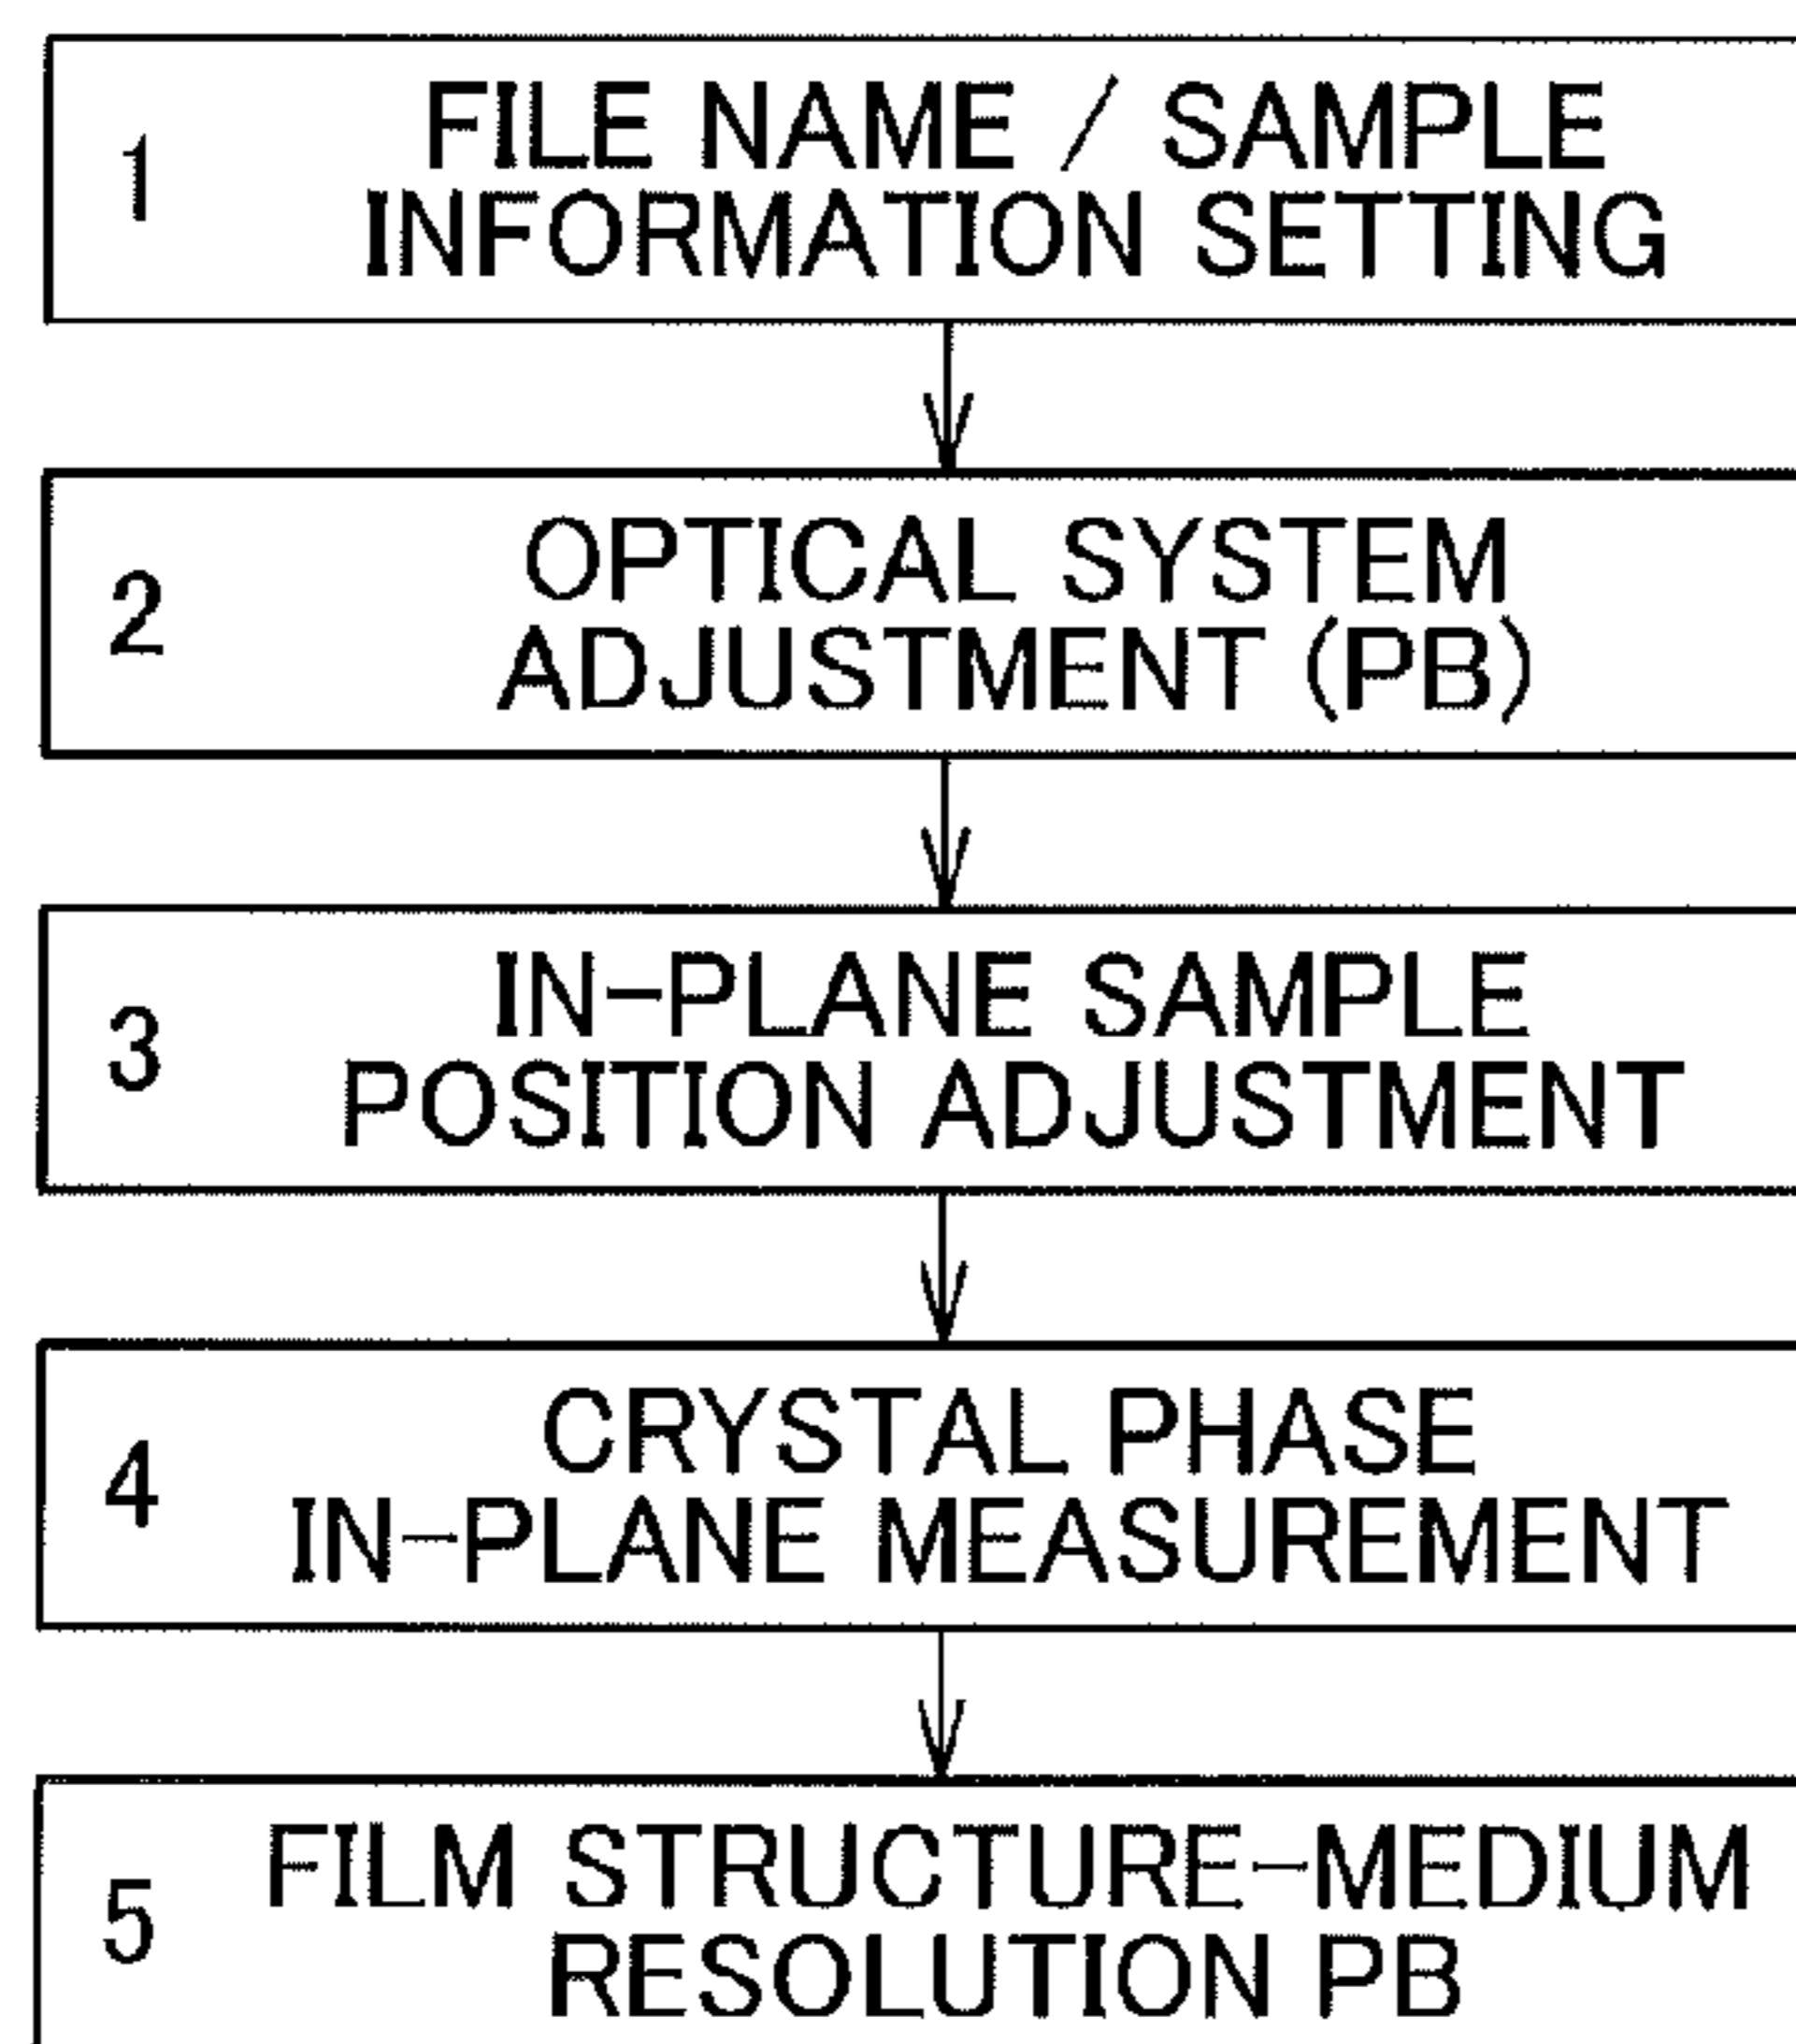 1
FILE NAME / SAMPLE
INFORMATION SETTING
2
OPTICAL SYSTEM
ADJUSTMENT (PB)
3
IN-PLANE SAMPLE
POSITION ADJUSTMENT
4
CRYSTAL PHASE
IN-PLANE MEASUREMENT
5
FILM STRUCTURE-MEDIUM
RESOLUTION PB